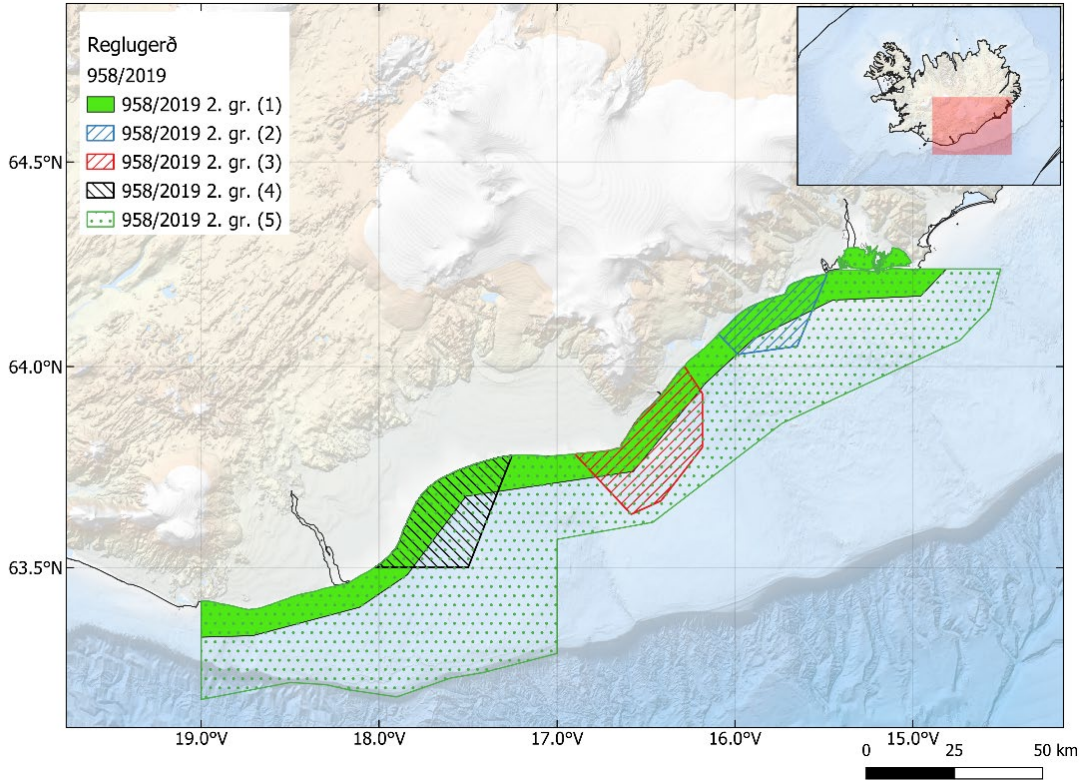 Reglugerð
958/2019
958/2019 2. gr. (1)
958/2019 2. gr. (2)
958/2019 2. gr. (3)
958/2019 2. gr. (4)
958/2019 2. gr. (5)
64.5°N
64.0°N
63.5°N
19.0°V
18.0°V
17.0°V
16.0°V
15.0°V
0 25 50 km